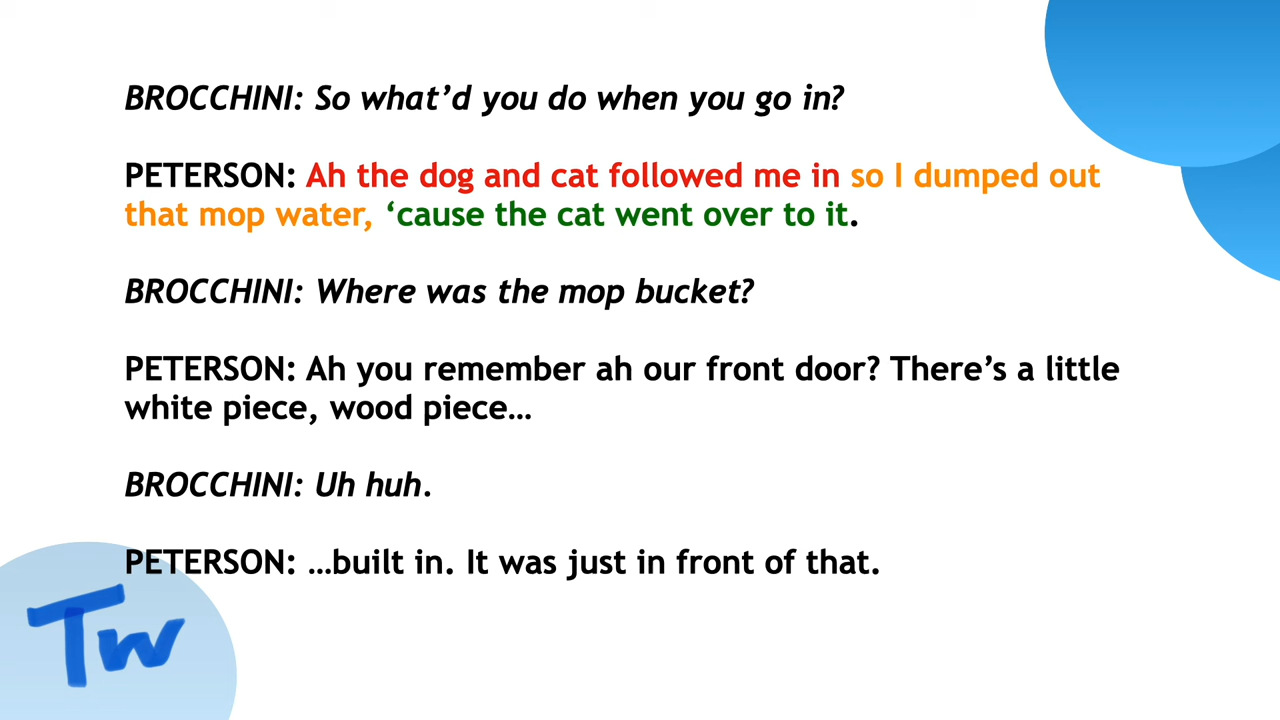 BROCCHINI: So what’d you do when you go in?
PETERSON: Ah the dog and cat followed me in so I dumped out
that mop water, ‘cause the cat went over to it.
BROCCHINI: Where was the mop bucket?
PETERSON: Ah you remember ah our front door? There’s a little
white piece, wood piece…
BROCCHINI: Uh huh.
PETERSON: …built in. It was just in front of that.
Tw